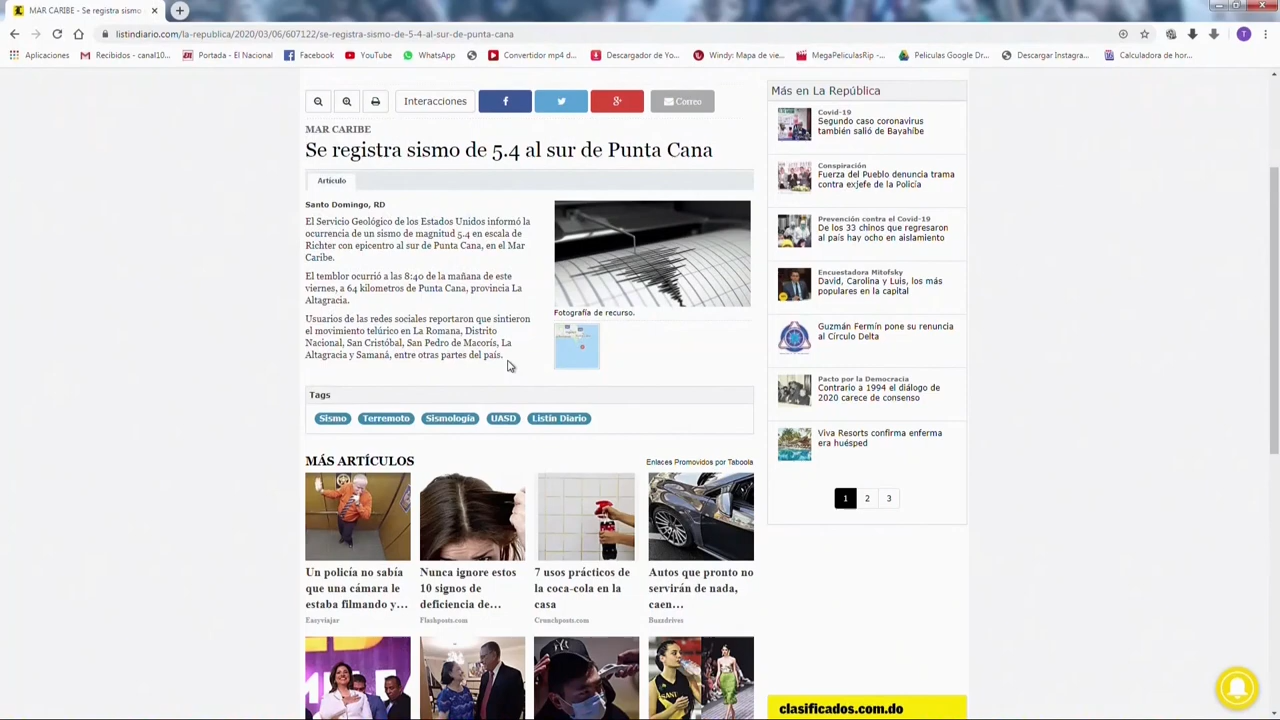 MAR CARIBE - Se registra sismo
listindiario.com/la-republica/2020/03/06/607122/se-registra-sismo-de-5-4-al-sur-de-punta-cana
T
Aplicaciones
Recibidos - canal10...
Portada - El Nacional
Facebook
YouTube
WhatsApp
Convertidor mp4 d...
Descargador de Yo...
Windy: Mapa de vie...
MegaPeliculasRip -...
Películas Google Dr...
Descargar Instagra...
Calculadora de hor...
Interacciones
Correo
MAR CARIBE
Se registra sismo de 5.4 al sur de Punta Cana
Artículo
Santo Domingo, RD
El Servicio Geológico de los Estados Unidos informó la
ocurrencia de un sismo de magnitud 5.4 en escala de
Richter con epicentro al sur de Punta Cana, en el Mar
Caribe.
El temblor ocurrió a las 8:40 de la mañana de este
viernes, a 64 kilometros de Punta Cana, provincia La
Altagracia.
Usuarios de las redes sociales reportaron que sintieron
el movimiento telúrico en La Romana, Distrito
Nacional, San Cristóbal, San Pedro de Macorís, La
Altagracia y Samaná, entre otras partes del país.
Fotografía de recurso.
Tags
Sismo
Terremoto
Sismología
UASD
Listín Diario
MÁS ARTÍCULOS
Enlaces Promovidos por Taboola
Un policía no sabía
que una cámara le
estaba filmando y...
Easyviajar
Nunca ignore estos
10 signos de
deficiencia de...
Flashposts.com
7 usos prácticos de
la coca-cola en la
casa
Crunchposts.com
Autos que pronto no
servirán de nada,
caen...
Buzzdrives
Más en La República
Covid-19
Segundo caso coronavirus
también salió de Bayahíbe
Conspiración
Fuerza del Pueblo denuncia trama
contra exjefe de la Policía
Prevención contra el Covid-19
De los 33 chinos que regresaron
al país hay ocho en aislamiento
Encuestadora Mitofsky
David, Carolina y Luis, los más
populares en la capital
Guzmán Fermín pone su renuncia
al Círculo Delta
Pacto por la Democracia
Contrario a 1994 el diálogo de
2020 carece de consenso
Viva Resorts confirma enferma
era huésped
1 2 3
clasificados.com.do